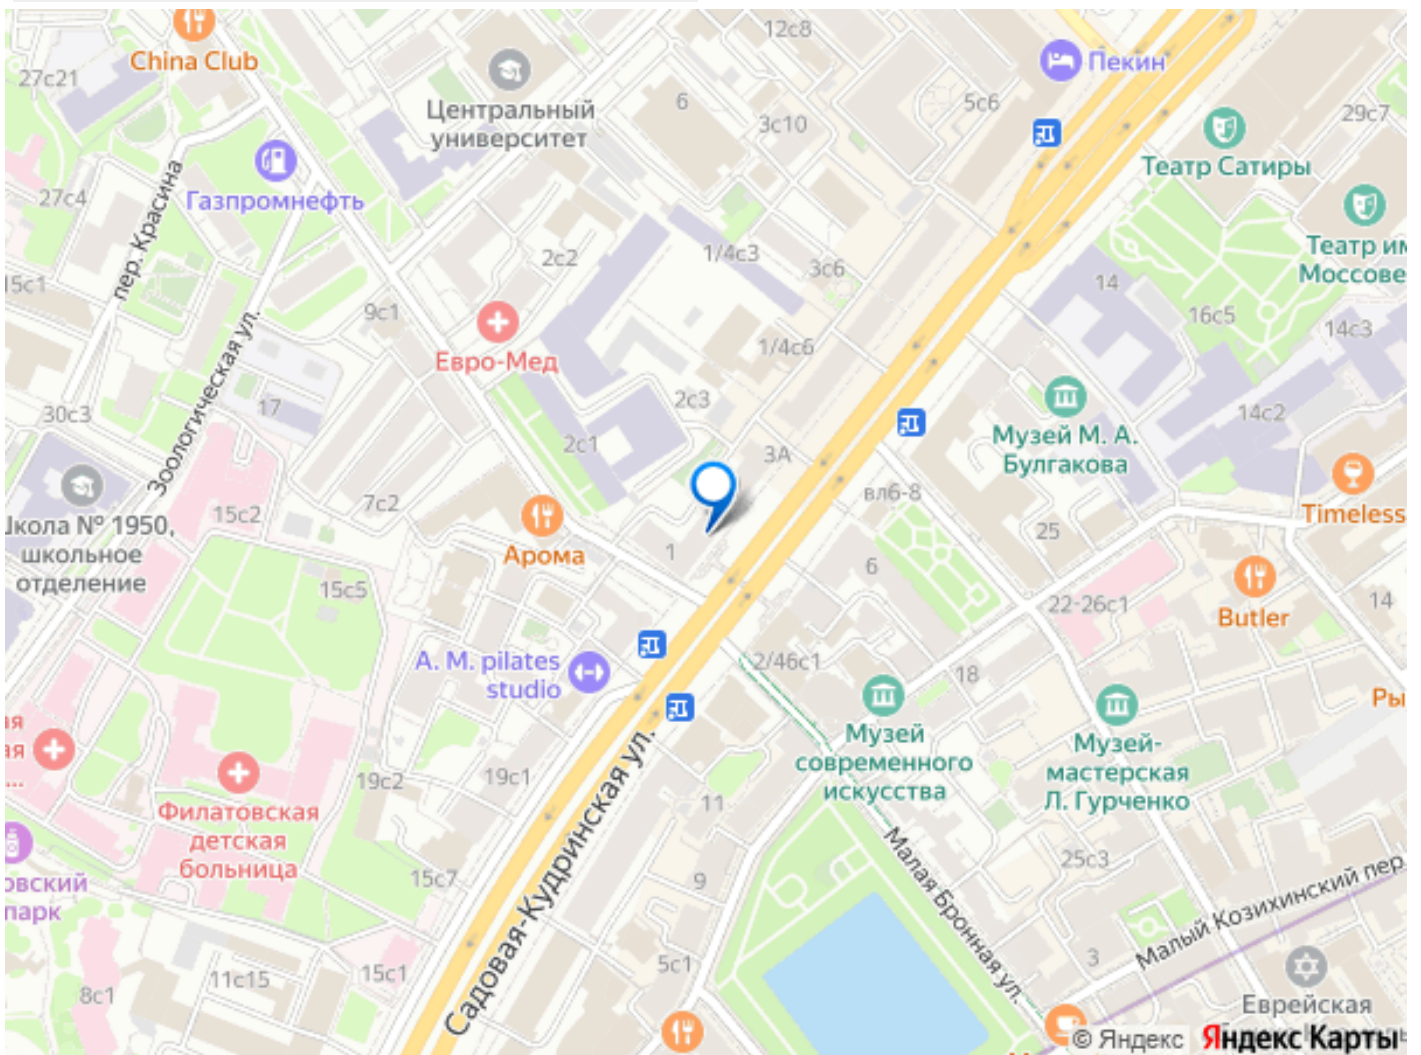 12с8
China Club
Пекин
27с21
Центральный
университет
6
3с10
5с6
29с7
Театр Сатиры
27с4
Газпромнефть
пер. Красина
2с2
1/4с3
3с6
Театр им
Моссове
14
15с1
9с1
16с5
14с3
Евро-Мед
1/4с6
Зоологическая ул.
17
30с3
2с3
14с2
Музей М. А.
Булгакова
2с1
3А
7с2
15с2
вл6-8
Timeless
Школа № 1950,
школьное
отделение
Арома
1
25
6
15с5
22-26с1
14
Butler
A. M. pilates
studio
2/46с1
18
Ры
ая
ая
...
Музей
современного
искусства
Музей-
мастерская
Л. Гурченко
19с2
19с1
11
Филатовская
детская
больница
Садовая-Кудринская ул.
15с7
9
25с3
овский
парк
Малая Бронная ул.
Малый Козихинский пер.
11с15
15с1
5с1
3
8с1
Еврейская
© Яндекс Яндекс Карты